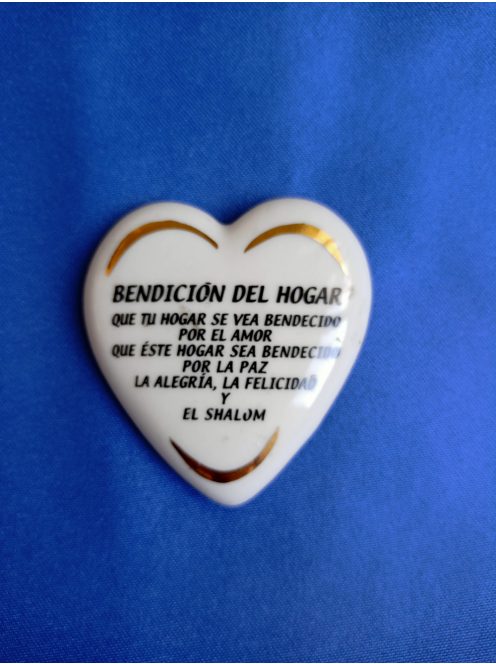 BENDICIÓN DEL HOGAR
QUE TU HOGAR SE VEA BENDECIDO
POR EL AMOR
QUE ÉSTE HOGAR SEA BENDECIDO
POR LA PAZ
LA ALEGRÍA, LA FELICIDAD
Y
EL SHALOM